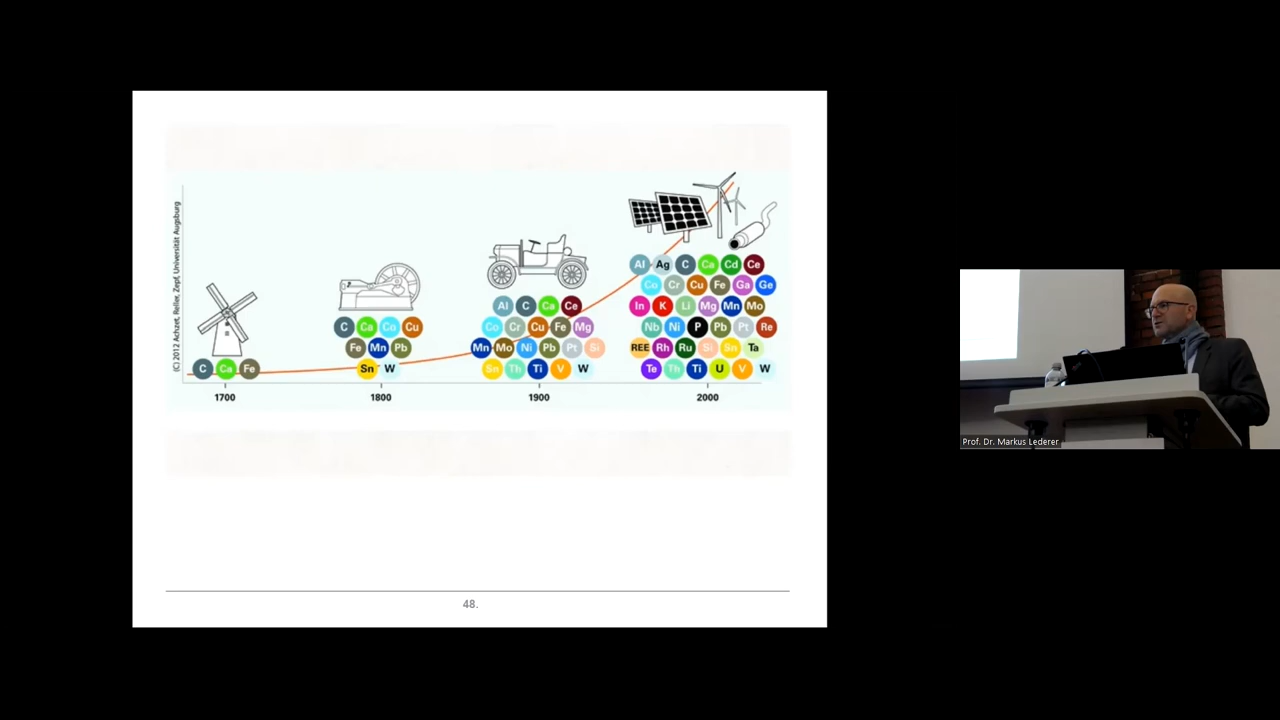 (C) 2012 Achzet, Reller, Zepf, Universität Augsburg
C Ca Fe
1700
C Ca Co Cu
Fe Mn Pb
Sn W
1800
Al C Ca Ce
Co Cr Cu Fe Mg
Mn Mo Ni Pb Pt Si
Sn Th Ti V W
1900
Al Ag C Ca Cd Ce
Co Cr Cu Fe Ga Ge
In K Li Mg Mn Mo
Nb Ni P Pb Pt Re
REE Rh Ru Si Sn Ta
Te Th Ti U V W
2000
48.
Prof. Dr. Markus Lederer